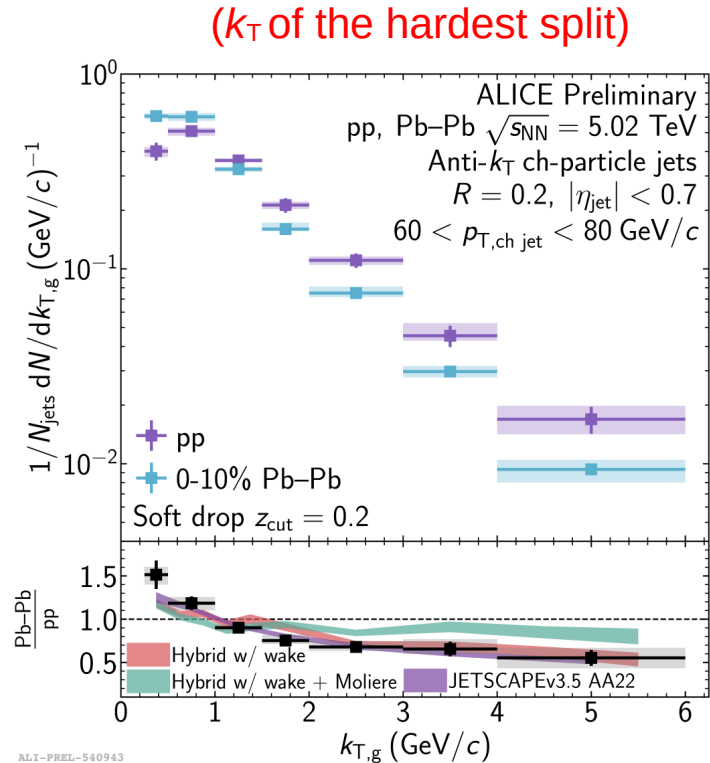 (kT of the hardest split)
ALICE Preliminary
pp, Pb–Pb √sNN = 5.02 TeV
Anti-kT ch-particle jets
R = 0.2, |ηjet| < 0.7
60 < pT,ch jet < 80 GeV/c
1/Njets dN/dkT,g (GeV/c)⁻¹
10⁰
10⁻¹
10⁻²
pp
0-10% Pb–Pb
Soft drop zcut = 0.2
Pb–Pb
pp
1.5
1.0
0.5
Hybrid w/ wake
Hybrid w/ wake + Moliere
JETSCAPEv3.5 AA22
0 1 2 3 4 5 6
kT,g (GeV/c)
ALI-PREL-540943